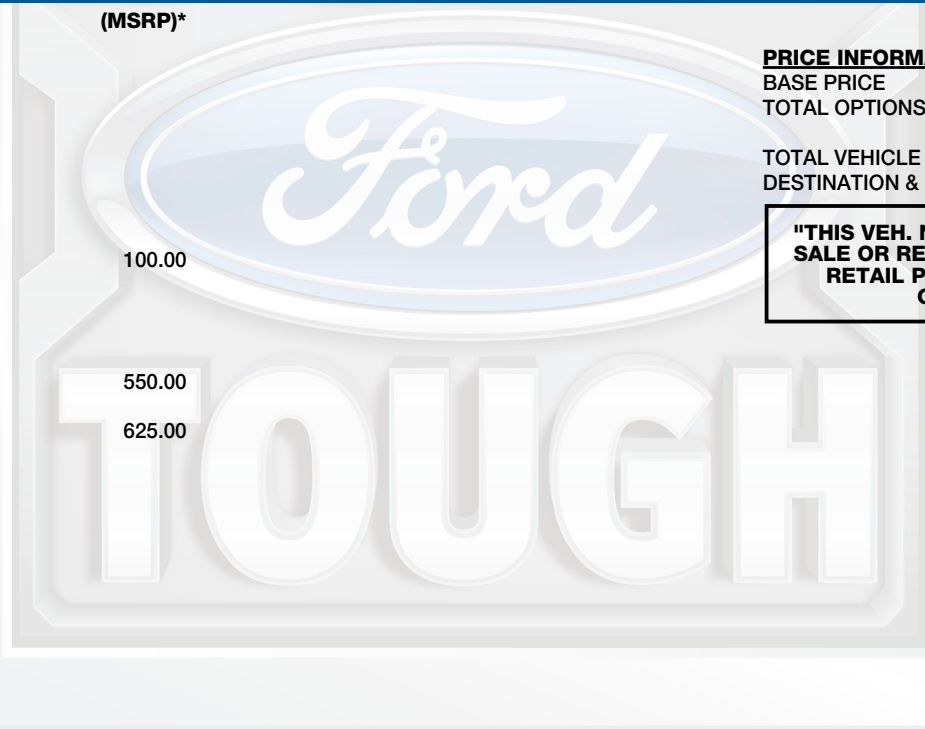 (MSRP)*
PRICE INFORM
BASE PRICE
TOTAL OPTIONS
TOTAL VEHICLE
DESTINATION &
"THIS VEH.
SALE OR RE
RETAIL P
100.00
550.00
625.00
Ford
TOUGH